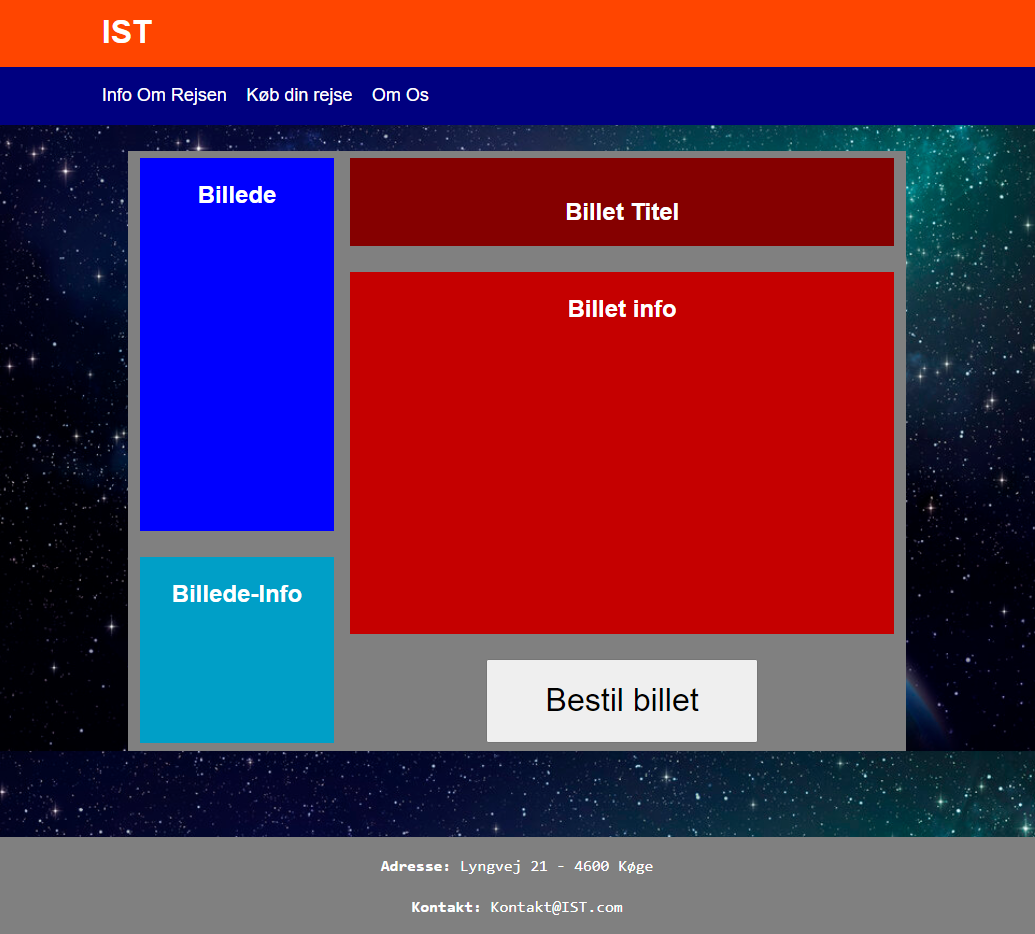 IST
Info Om Rejsen Køb din rejse Om Os
Billede
Billet Titel
Billet info
Billede-Info
Bestil billet
Adresse: Lyngvej 21 - 4600 Køge
Kontakt: Kontakt@IST.com